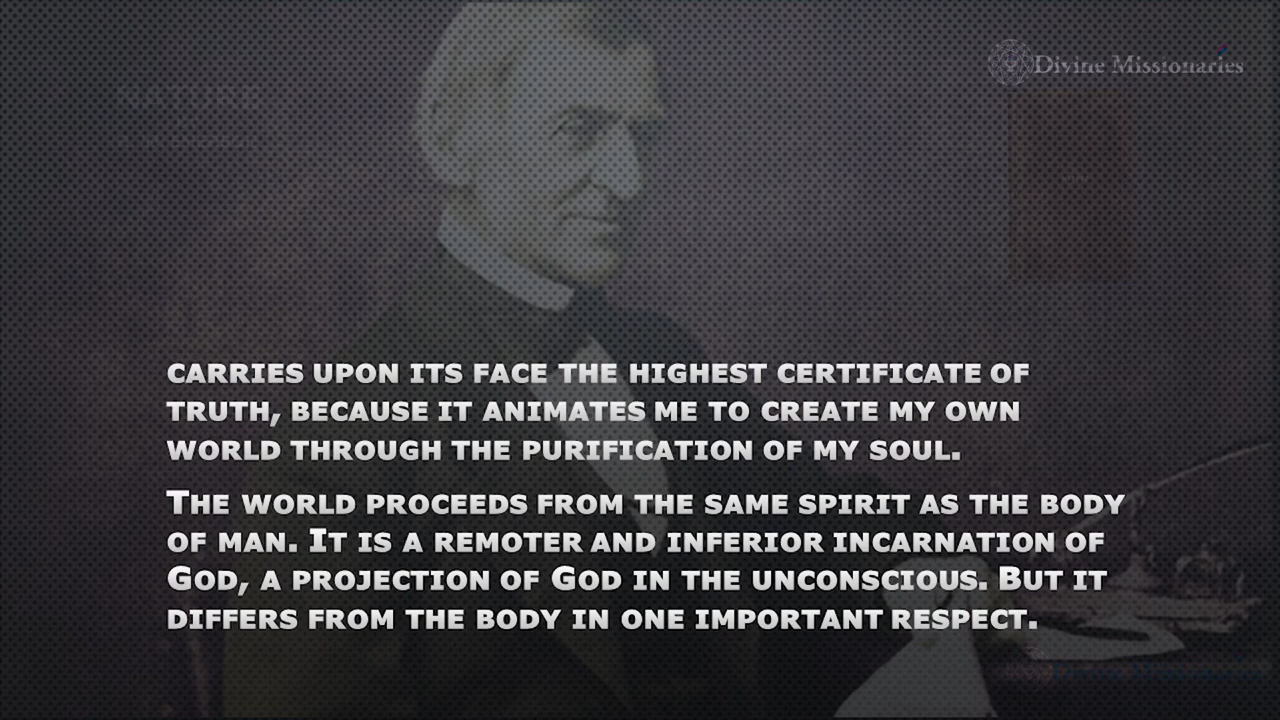 NATURE
Divine Missionaries
CARRIES UPON ITS FACE THE HIGHEST CERTIFICATE OF
TRUTH, BECAUSE IT ANIMATES ME TO CREATE MY OWN
WORLD THROUGH THE PURIFICATION OF MY SOUL.
THE WORLD PROCEEDS FROM THE SAME SPIRIT AS THE BODY
OF MAN. IT IS A REMOTER AND INFERIOR INCARNATION OF
GOD, A PROJECTION OF GOD IN THE UNCONSCIOUS. BUT IT
DIFFERS FROM THE BODY IN ONE IMPORTANT RESPECT.
Divine Missionaries